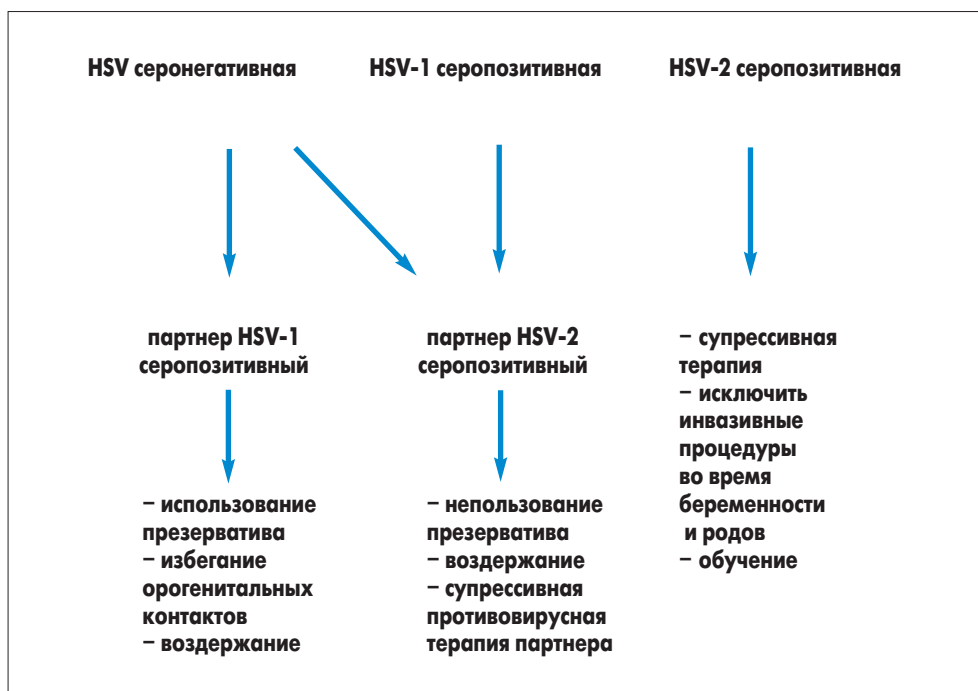 HSV серонегативная
HSV-1 серопозитивная
HSV-2 серопозитивная
партнер HSV-1
серопозитивный
партнер HSV-2
серопозитивный
– супрессивная
терапия
– исключить
инвазивные
процедуры
во время
беременности
и родов
– обучение
– использование
презерватива
– избегание
орогенитальных
контактов
– воздержание
– непользование
презерватива
– воздержание
– супрессивная
противовирусная
терапия партнера